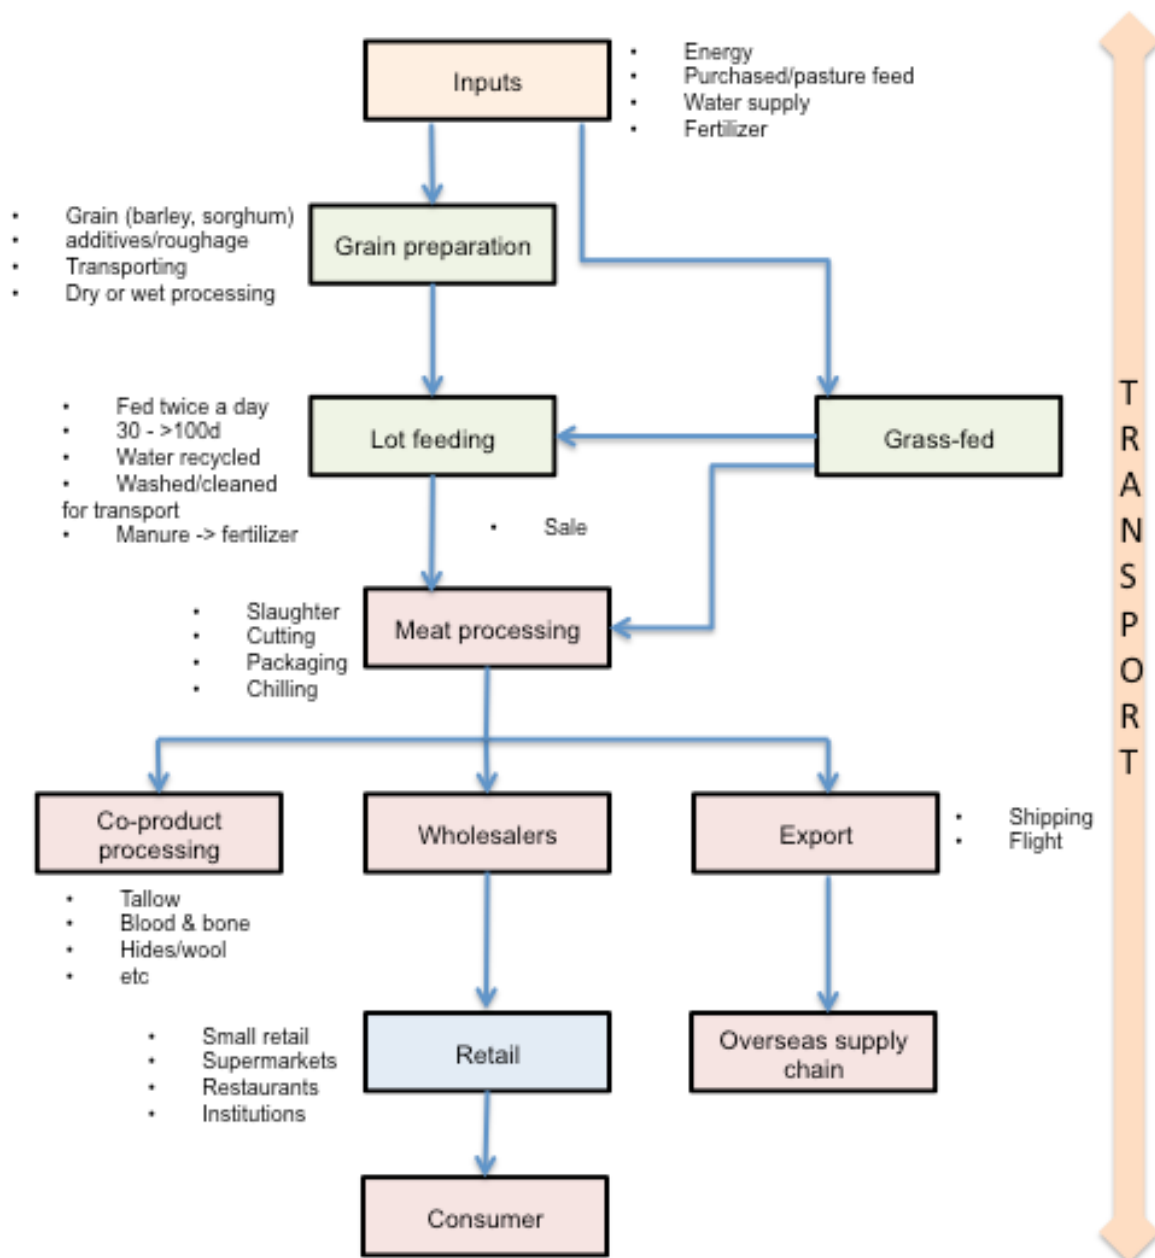 Inputs
• Energy
• Purchased/pasture feed
• Water supply
• Fertilizer
• Grain (barley, sorghum)
• additives/roughage
• Transporting
• Dry or wet processing
Grain preparation
• Fed twice a day
• 30 - >100d
• Water recycled
• Washed/cleaned
for transport
• Manure -> fertilizer
Lot feeding
Grass-fed
• Sale
• Slaughter
• Cutting
• Packaging
• Chilling
Meat processing
Co-product
processing
Wholesalers
Export
• Shipping
• Flight
• Tallow
• Blood & bone
• Hides/wool
• etc
• Small retail
• Supermarkets
• Restaurants
• Institutions
Retail
Overseas supply
chain
Consumer
TRANSPORT